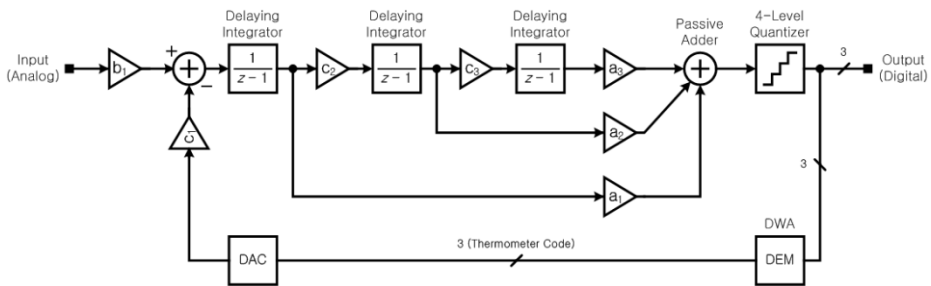 Delaying
Integrator
Delaying
Integrator
Delaying
Integrator
Passive
Adder
4-Level
Quantizer
Input
(Analog)
b1
+
−
1
z − 1
c2
1
z − 1
c3
1
z − 1
a3
3
Output
(Digital)
a2
c1
3
a1
DWA
DAC
3 (Thermometer Code)
DEM